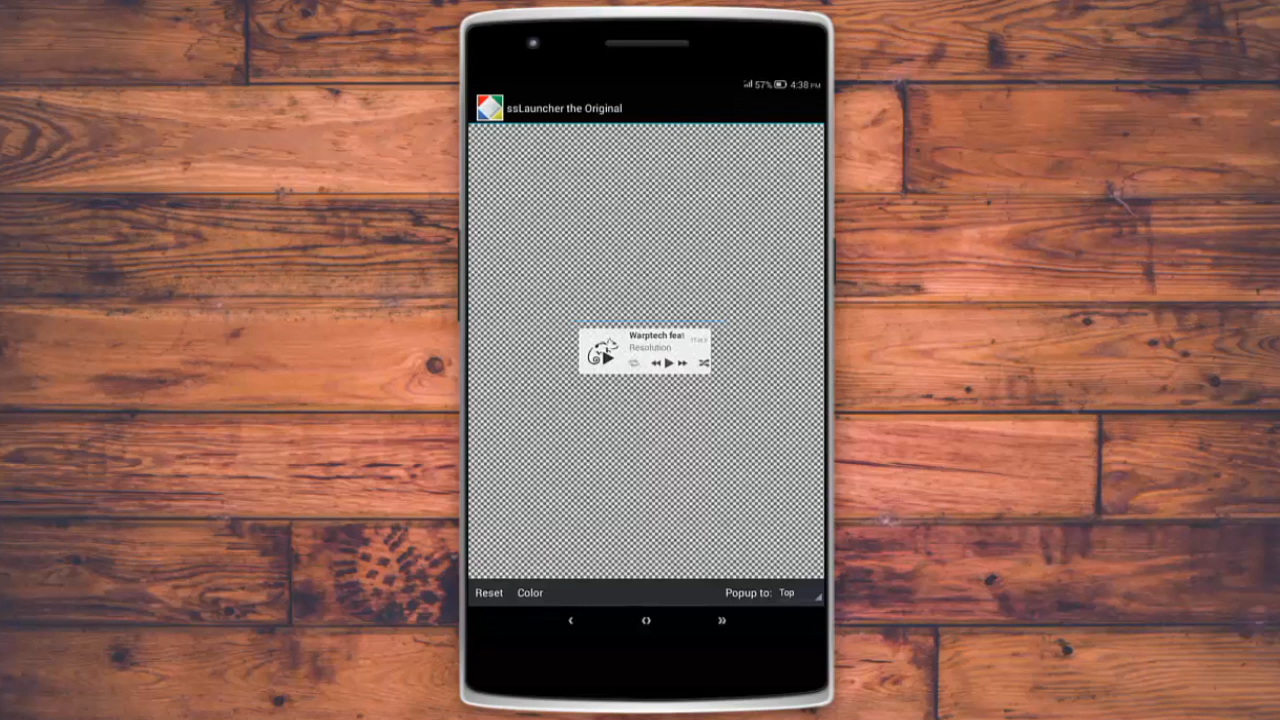 57% 4:38 PM
ssLauncher the Original
Warptech feat
Resolution
Reset Color Popup to: Top